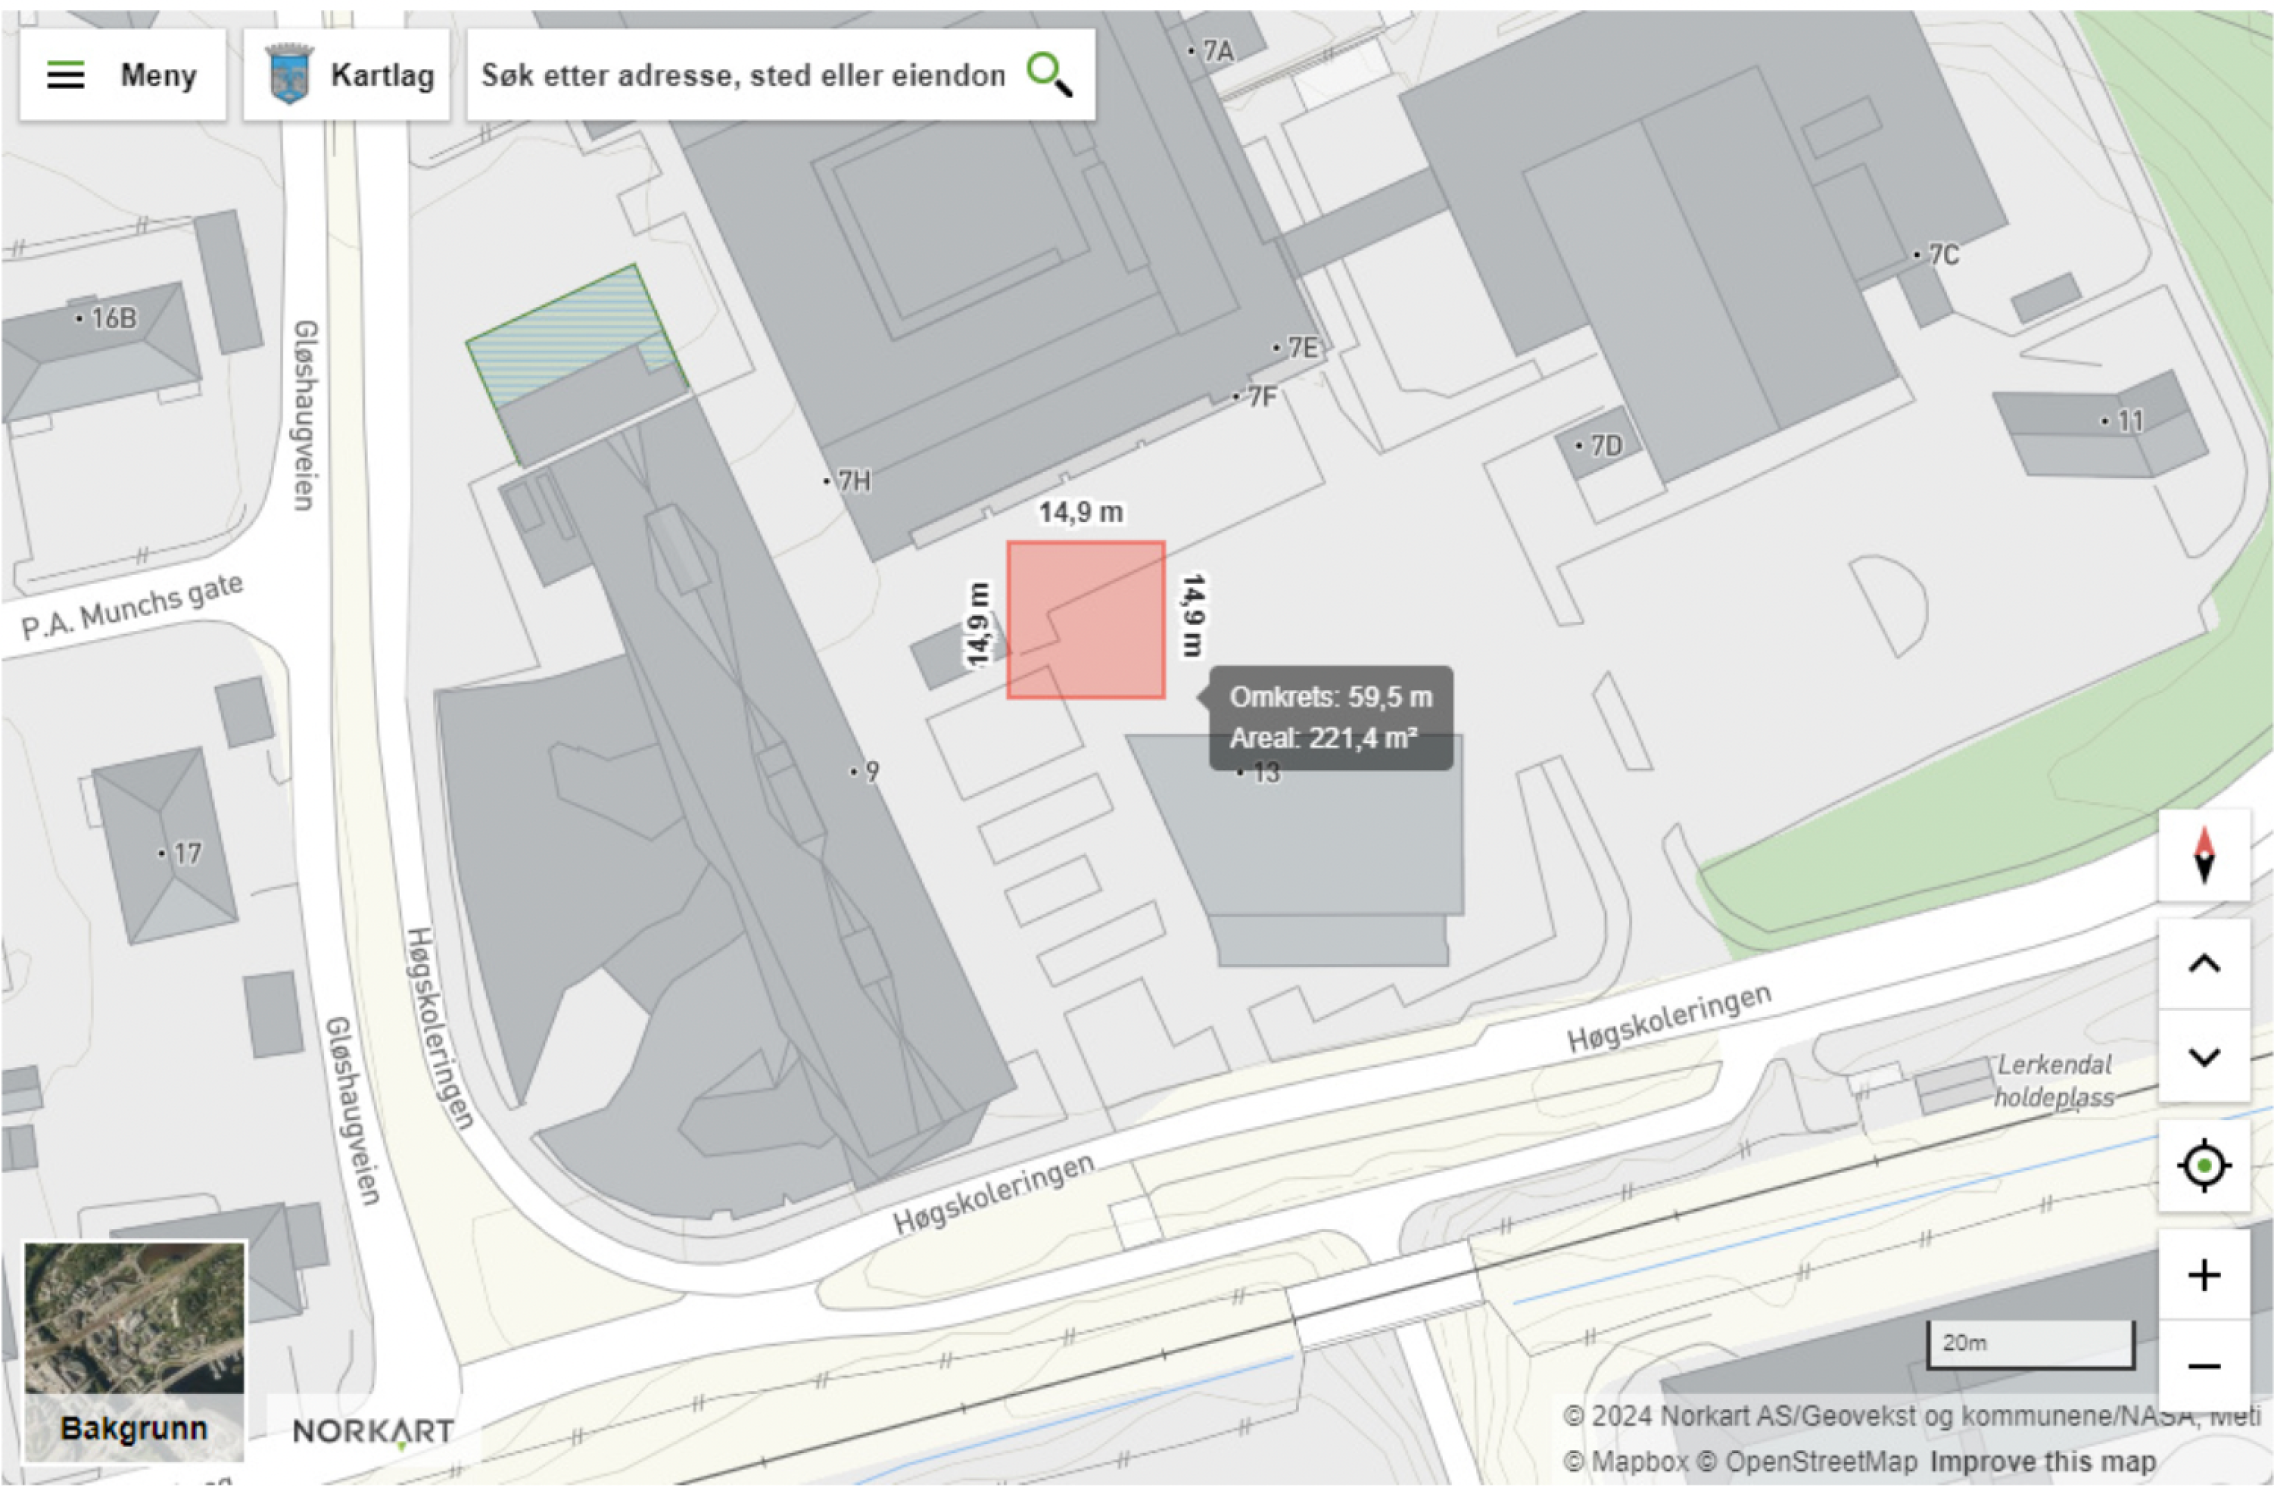 Meny
Kartlag
Søk etter adresse, sted eller eiendon
7A
7C
16B
7E
7F
11
7D
7H
Gløshaugveien
14,9 m
14,9 m
14,9 m
P.A. Munchs gate
Omkrets: 59,5 m
Areal: 221,4 m²
13
9
17
Høgskoleringen
Gløshaugveien
Høgskoleringen
Høgskoleringen
Lerkendal
holdeplass
20m
Bakgrunn
NORKART
© 2024 Norkart AS/Geovekst og kommunene/NASA, Meti
© Mapbox © OpenStreetMap Improve this map